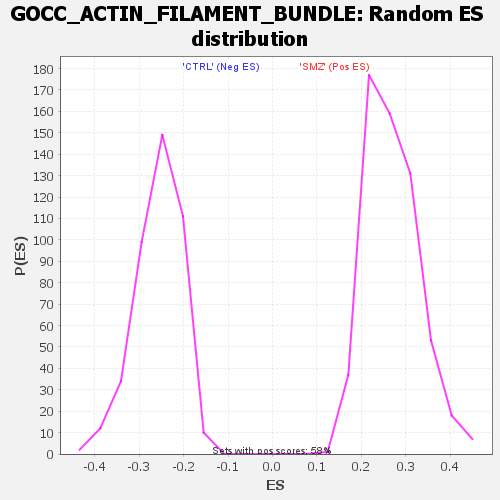 GOCC_ACTIN_FILAMENT_BUNDLE: Random ES
distribution
'CTRL' (Neg ES) 'SMZ' (Pos ES)
180
170
160
150
140
130
120
110
100
90
80
70
60
50
40
30
20
10
0
P(ES)
Sets with pos scores: 58%
-0.4 -0.3 -0.2 -0.1 0.0 0.1 0.2 0.3 0.4
ES